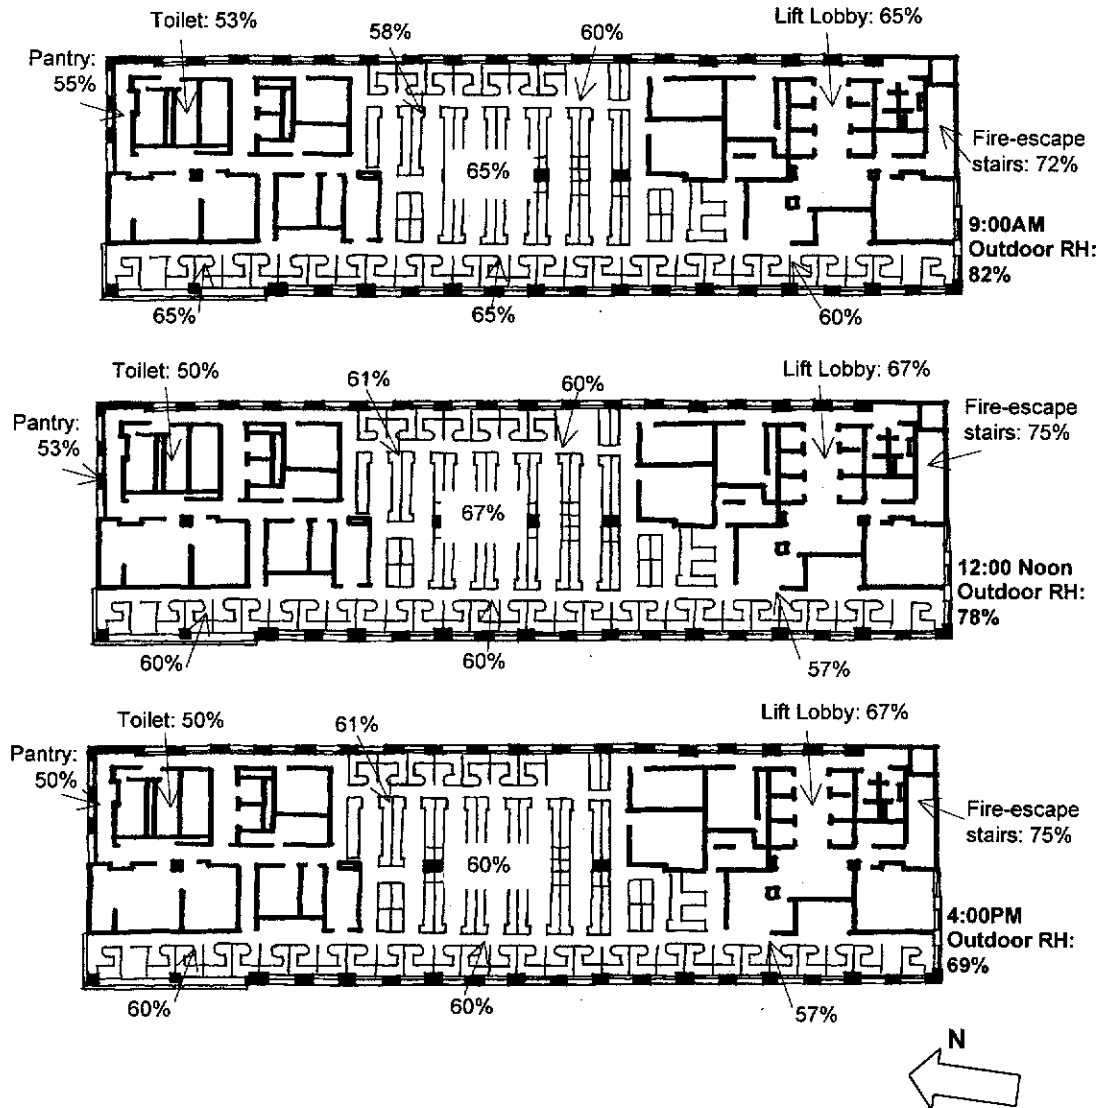 Toilet: 53%
Lift Lobby: 65%
58%
60%
Pantry:
55%
65%
Fire-escape
stairs: 72%
9:00AM
Outdoor RH:
82%
65%
65%
60%
Toilet: 50%
61%
60%
Lift Lobby: 67%
Pantry:
53%
Fire-escape
stairs: 75%
67%
12:00 Noon
Outdoor RH:
78%
60%
60%
57%
Toilet: 50%
61%
Lift Lobby: 67%
Pantry:
50%
Fire-escape
stairs: 75%
60%
4:00PM
Outdoor RH:
69%
60%
60%
57%
N